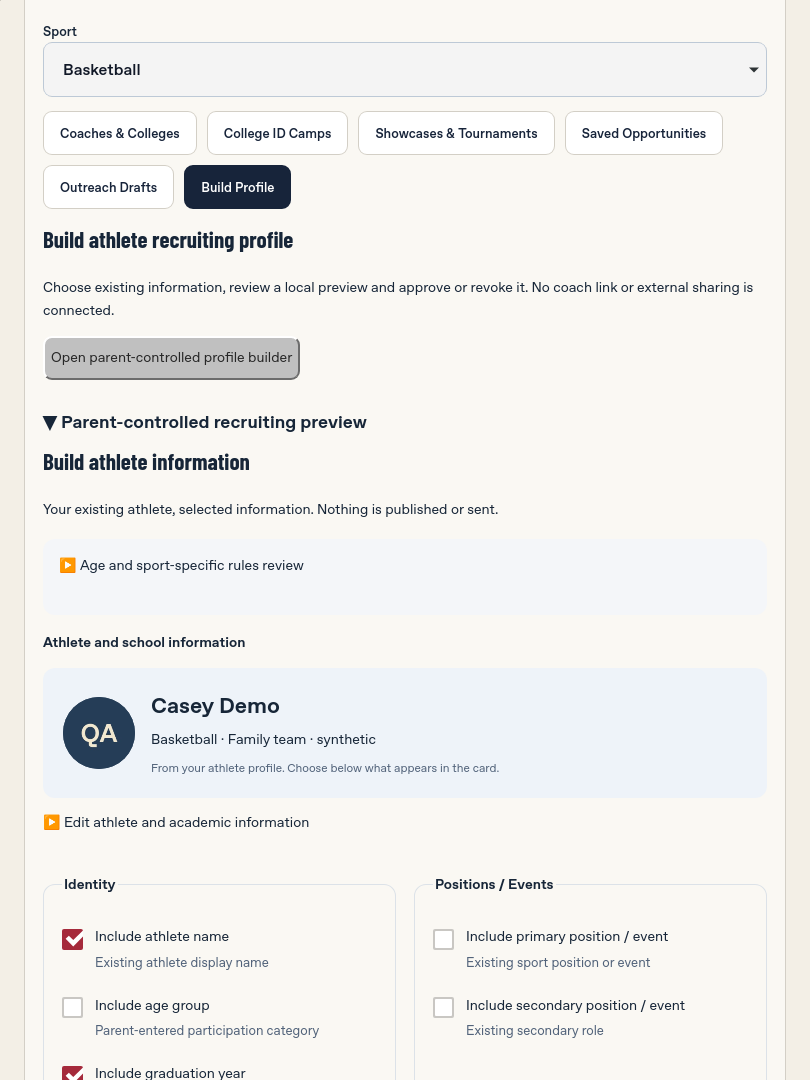 Sport
Basketball
Coaches & Colleges
College ID Camps
Showcases & Tournaments
Saved Opportunities
Outreach Drafts
Build Profile
Build athlete recruiting profile
Choose existing information, review a local preview and approve or revoke it. No coach link or external sharing is
connected.
Open parent-controlled profile builder
▼ Parent-controlled recruiting preview
Build athlete information
Your existing athlete, selected information. Nothing is published or sent.
▶️ Age and sport-specific rules review
Athlete and school information
QA
Casey Demo
Basketball · Family team · synthetic
From your athlete profile. Choose below what appears in the card.
▶️ Edit athlete and academic information
Identity
Include athlete name
Existing athlete display name
Include age group
Parent-entered participation category
Include graduation year
Positions / Events
Include primary position / event
Existing sport position or event
Include secondary position / event
Existing secondary role